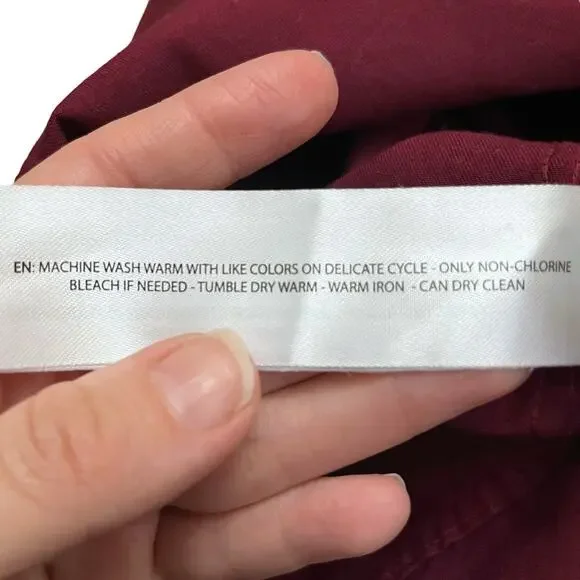 EN: MACHINE WASH WARM WITH LIKE COLORS ON DELICATE CYCLE - ONLY NON-CHLORINE
BLEACH IF NEEDED - TUMBLE DRY WARM - WARM IRON - CAN DRY CLEAN